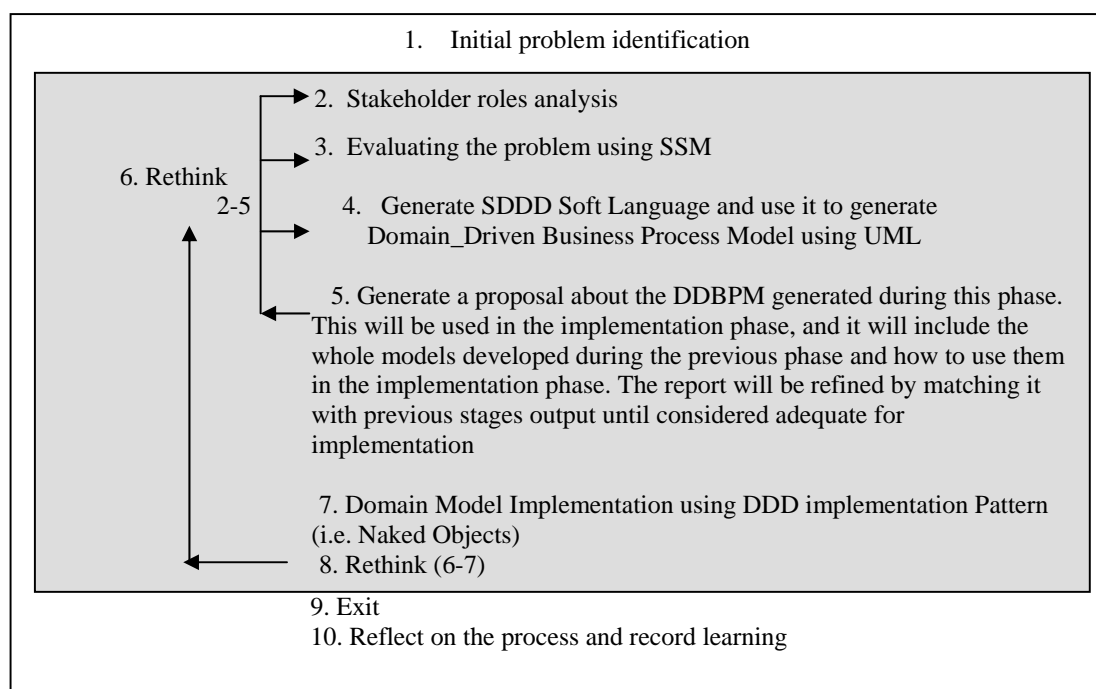 1. Initial problem identification
2. Stakeholder roles analysis
3. Evaluating the problem using SSM
6. Rethink
2-5
4. Generate SDDD Soft Language and use it to generate
Domain_Driven Business Process Model using UML
5. Generate a proposal about the DDBPM generated during this phase.
This will be used in the implementation phase, and it will include the
whole models developed during the previous phase and how to use them
in the implementation phase. The report will be refined by matching it
with previous stages output until considered adequate for
implementation
7. Domain Model Implementation using DDD implementation Pattern
(i.e. Naked Objects)
8. Rethink (6-7)
9. Exit
10. Reflect on the process and record learning